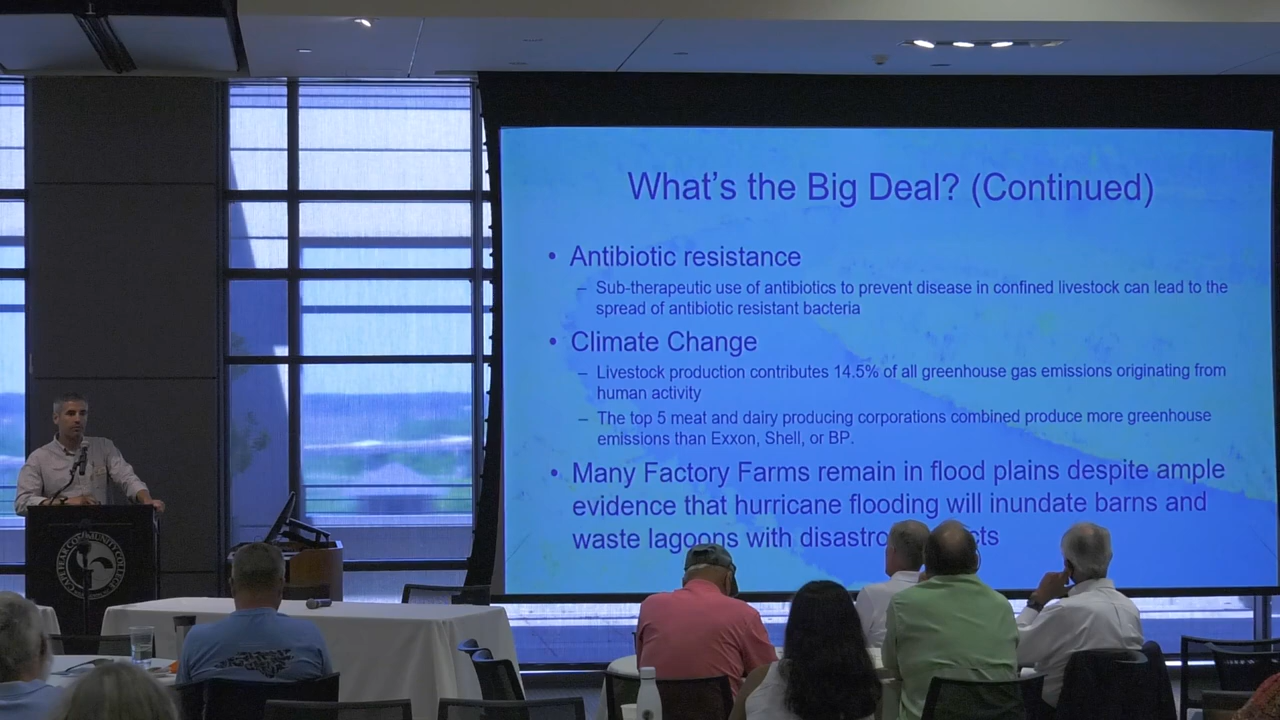 What's the Big Deal? (Continued)
• Antibiotic resistance
– Sub-therapeutic use of antibiotics to prevent disease in confined livestock can lead to the
spread of antibiotic resistant bacteria
• Climate Change
– Livestock production contributes 14.5% of all greenhouse gas emissions originating from
human activity
– The top 5 meat and dairy producing corporations combined produce more greenhouse
emissions than Exxon, Shell, or BP.
• Many Factory Farms remain in flood plains despite ample
evidence that hurricane flooding will inundate barns and
waste lagoons with
CAPE FEAR COMMUNITY COLLEGE